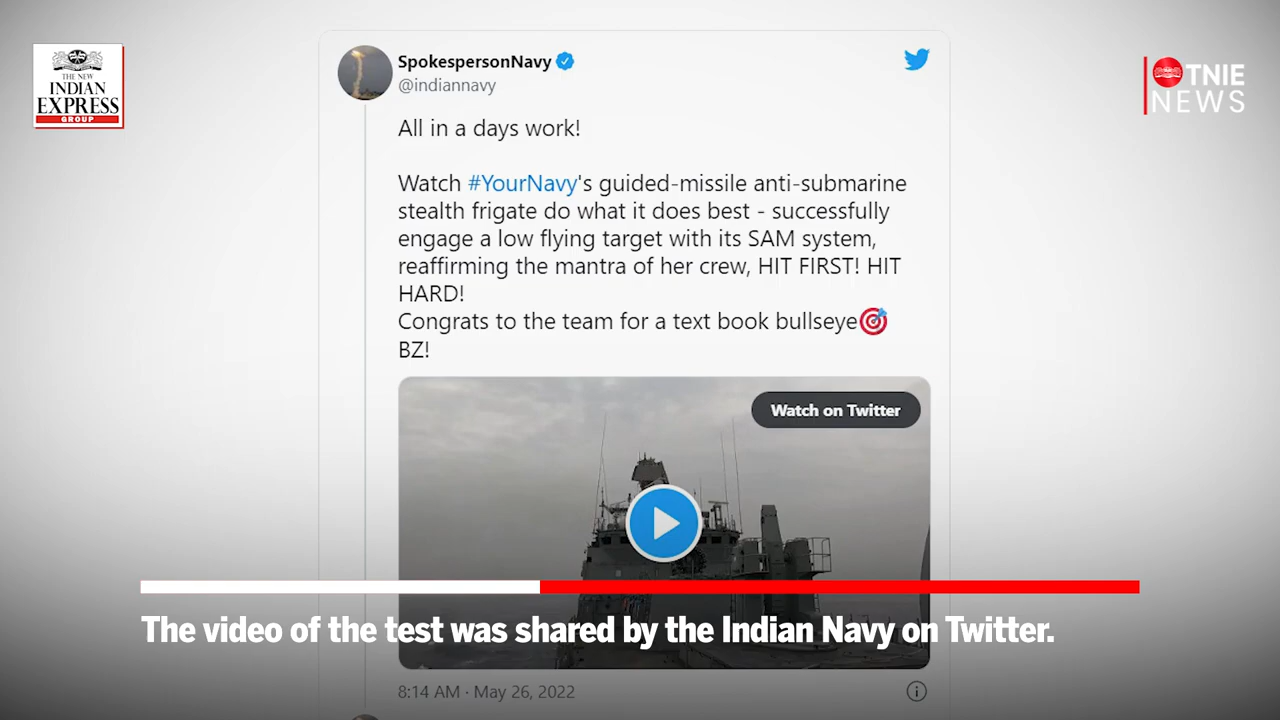 THE NEW
INDIAN
EXPRESS
GROUP
TNIE
NEWS
SpokespersonNavy
@indiannavy
All in a days work!
Watch #YourNavy's guided-missile anti-submarine
stealth frigate do what it does best - successfully
engage a low flying target with its SAM system,
reaffirming the mantra of her crew, HIT FIRST! HIT
HARD!
Congrats to the team for a text book bullseye🎯
BZ!
Watch on Twitter
The video of the test was shared by the Indian Navy on Twitter.
8:14 AM · May 26, 2022